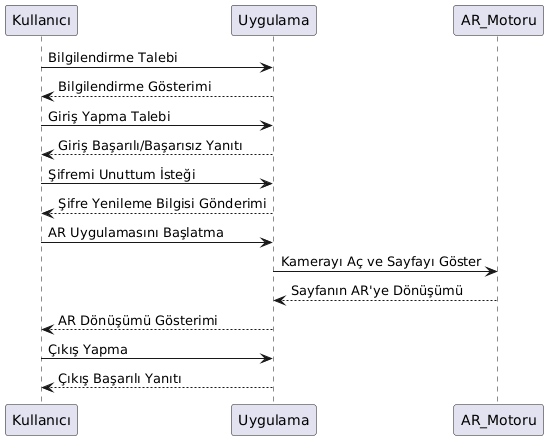 Kullanıcı
Uygulama
AR_Motoru
Bilgilendirme Talebi
Bilgilendirme Gösterimi
Giriş Yapma Talebi
Giriş Başarılı/Başarısız Yanıtı
Şifremi Unuttum İsteği
Şifre Yenileme Bilgisi Gönderimi
AR Uygulamasını Başlatma
Kamerayı Aç ve Sayfayı Göster
Sayfanın AR'ye Dönüşümü
AR Dönüşümü Gösterimi
Çıkış Yapma
Çıkış Başarılı Yanıtı
Kullanıcı
Uygulama
AR_Motoru